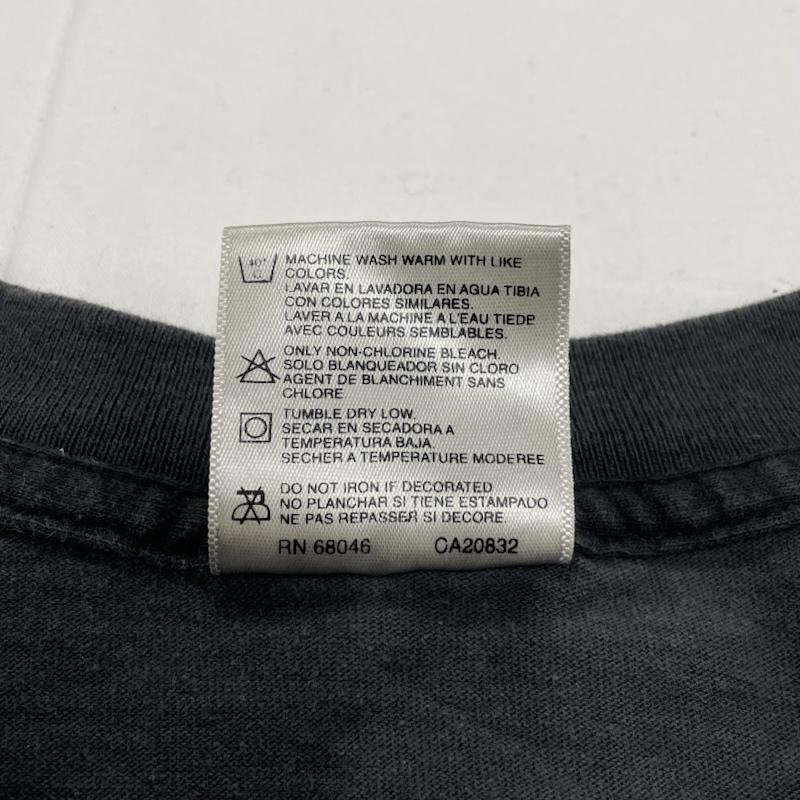 40°
C
MACHINE WASH WARM WITH LIKE
COLORS.
LAVAR EN LAVADORA EN AGUA TIBIA
CON COLORES SIMILARES.
LAVER A LA MACHINE A L'EAU TIEDE
AVEC COULEURS SEMBLABLES.
ONLY NON-CHLORINE BLEACH.
SOLO BLANQUEADOR SIN CLORO
AGENT DE BLANCHIMENT SANS
CHLORE
TUMBLE DRY LOW.
SECAR EN SECADORA A
TEMPERATURA BAJA.
SECHER A TEMPERATURE MODEREE
DO NOT IRON IF DECORATED
NO PLANCHAR SI TIENE ESTAMPADO
NE PAS REPASSER SI DECORE.
RN 68046 CA20832